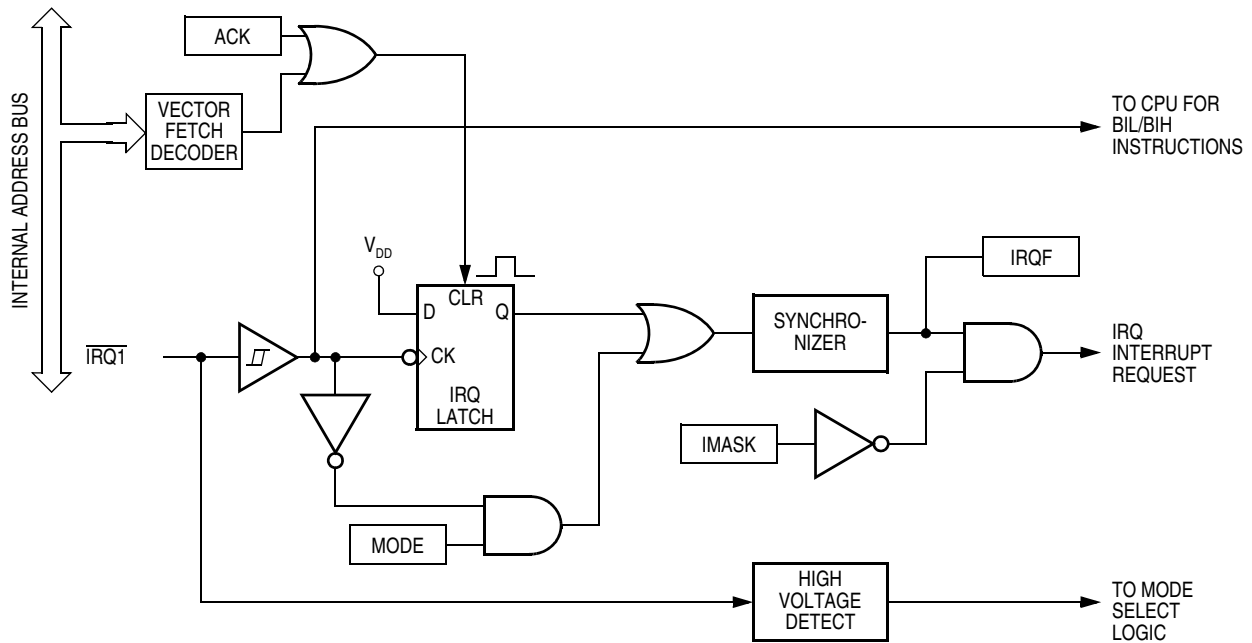 INTERNAL ADDRESS BUS
ACK
VECTOR
FETCH
DECODER
TO CPU FOR
BIL/BIH
INSTRUCTIONS
VDD
CLR
D
Q
CK
IRQ
LATCH
IRQ1
SYNCHRO-
NIZER
IRQF
IRQ
INTERRUPT
REQUEST
IMASK
MODE
HIGH
VOLTAGE
DETECT
TO MODE
SELECT
LOGIC